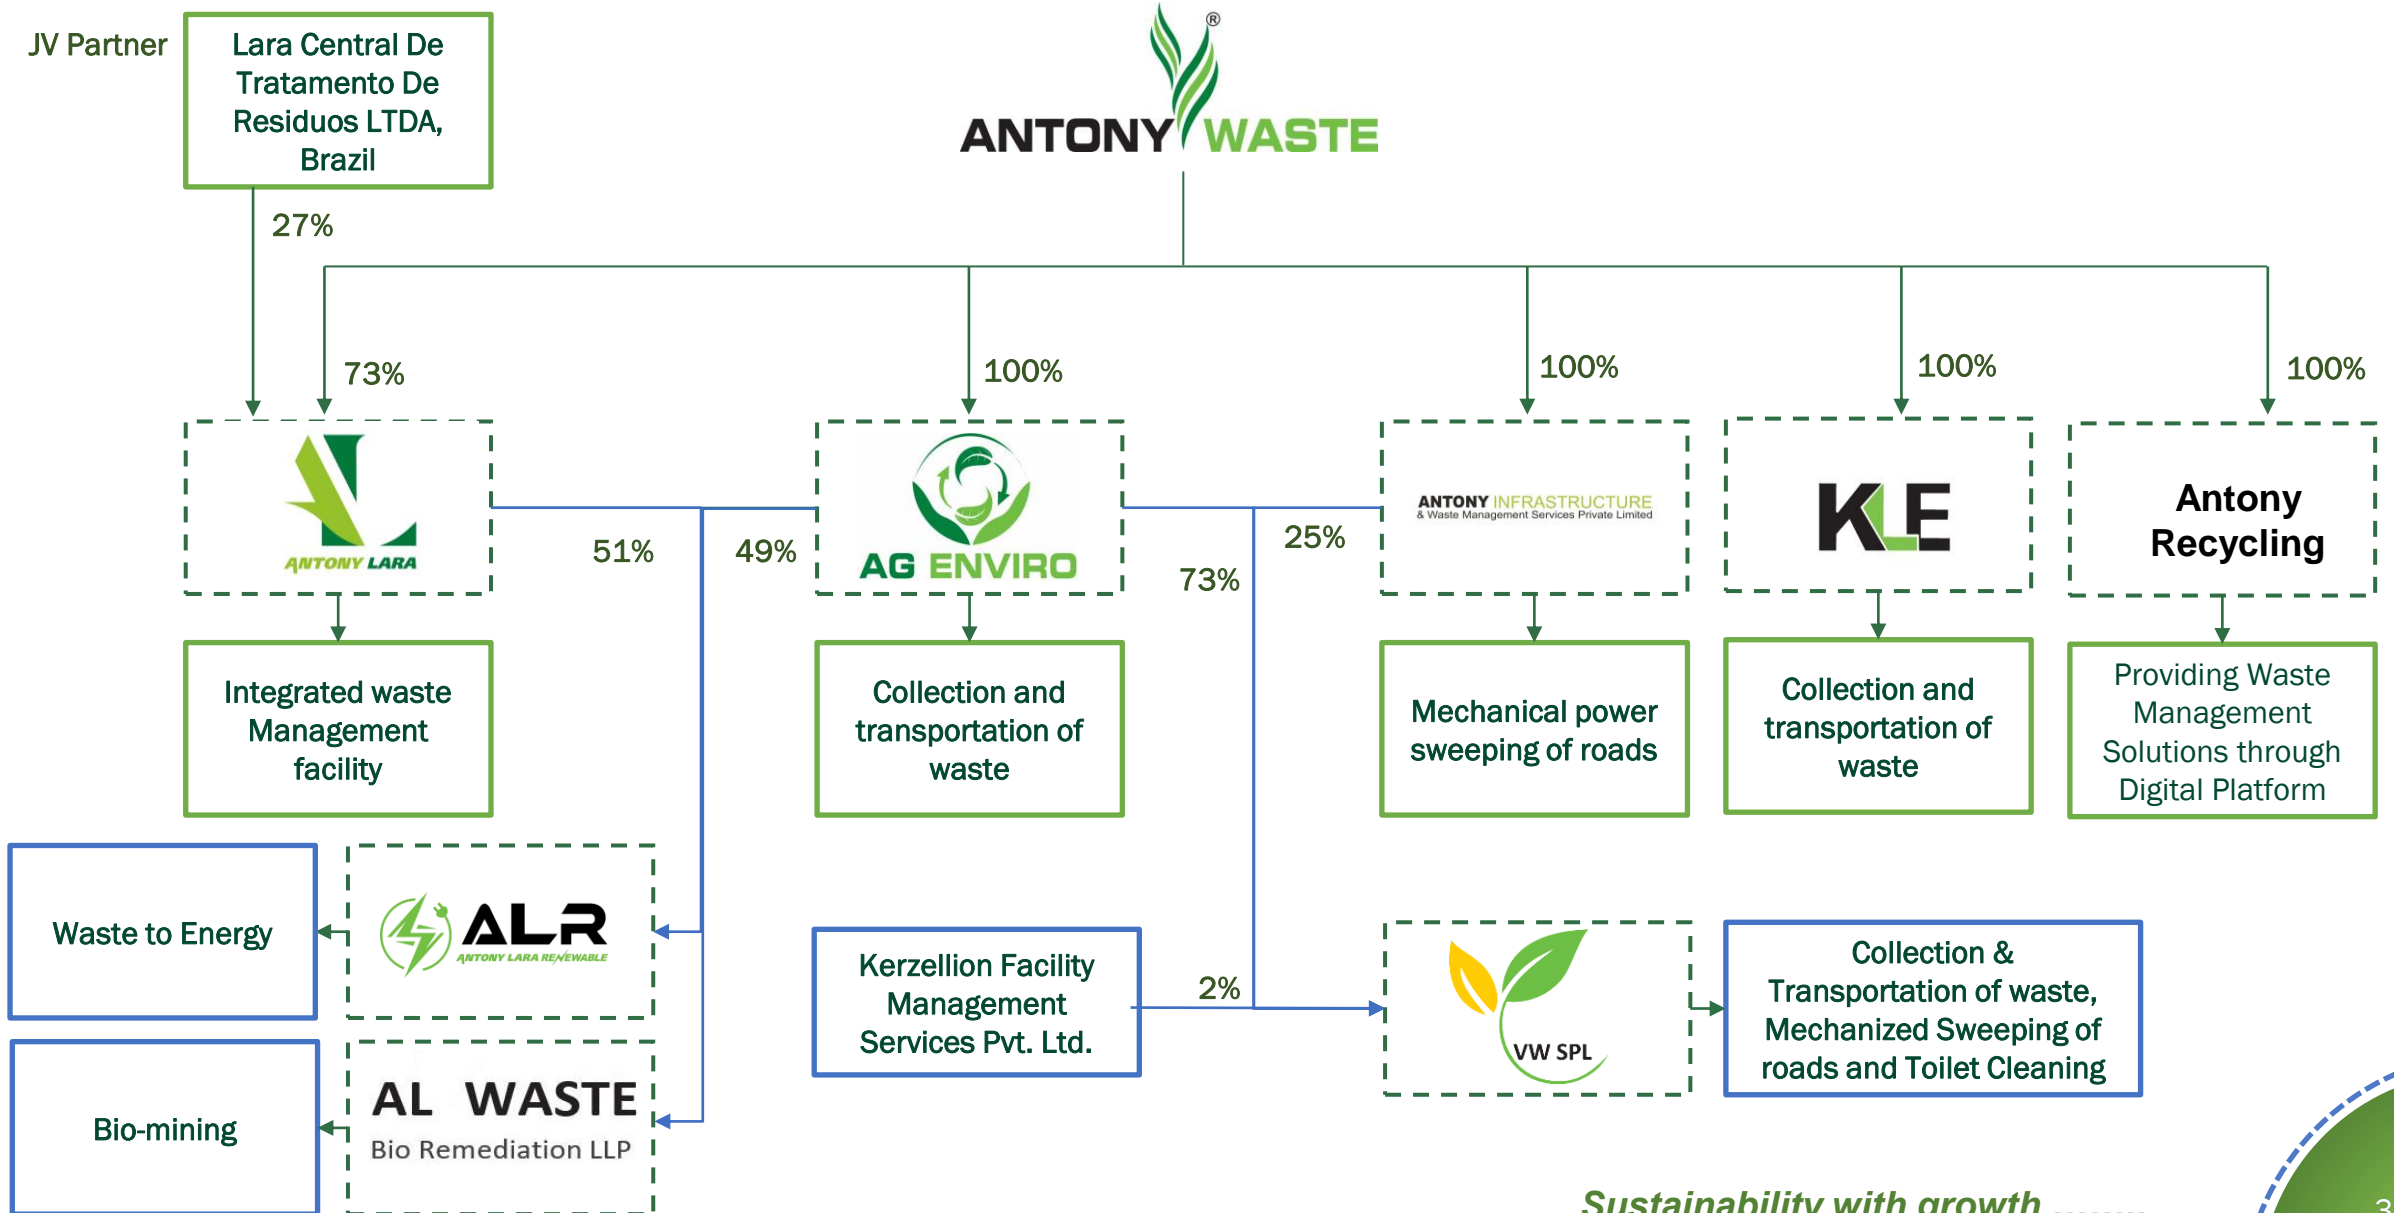 JV Partner
Lara Central De
Tratamento De
Residuos LTDA,
Brazil
®
ANTONY WASTE
27%
73%
100%
100%
100%
100%
ANTONY LARA
51%
49%
AG ENVIRO
73%
25%
ANTONY INFRASTRUCTURE
& Waste Management Services Private Limited
KLE
Antony
Recycling
Integrated waste
Management
facility
Collection and
transportation of
waste
Mechanical power
sweeping of roads
Collection and
transportation of
waste
Providing Waste
Management
Solutions through
Digital Platform
Waste to Energy
ALR
ANTONY LARA RENEWABLE
Kerzellion Facility
Management
Services Pvt. Ltd.
2%
VW SPL
Collection &
Transportation of waste,
Mechanized Sweeping of
roads and Toilet Cleaning
Bio-mining
AL WASTE
Bio Remediation LLP
Sustainability with growth ........
3